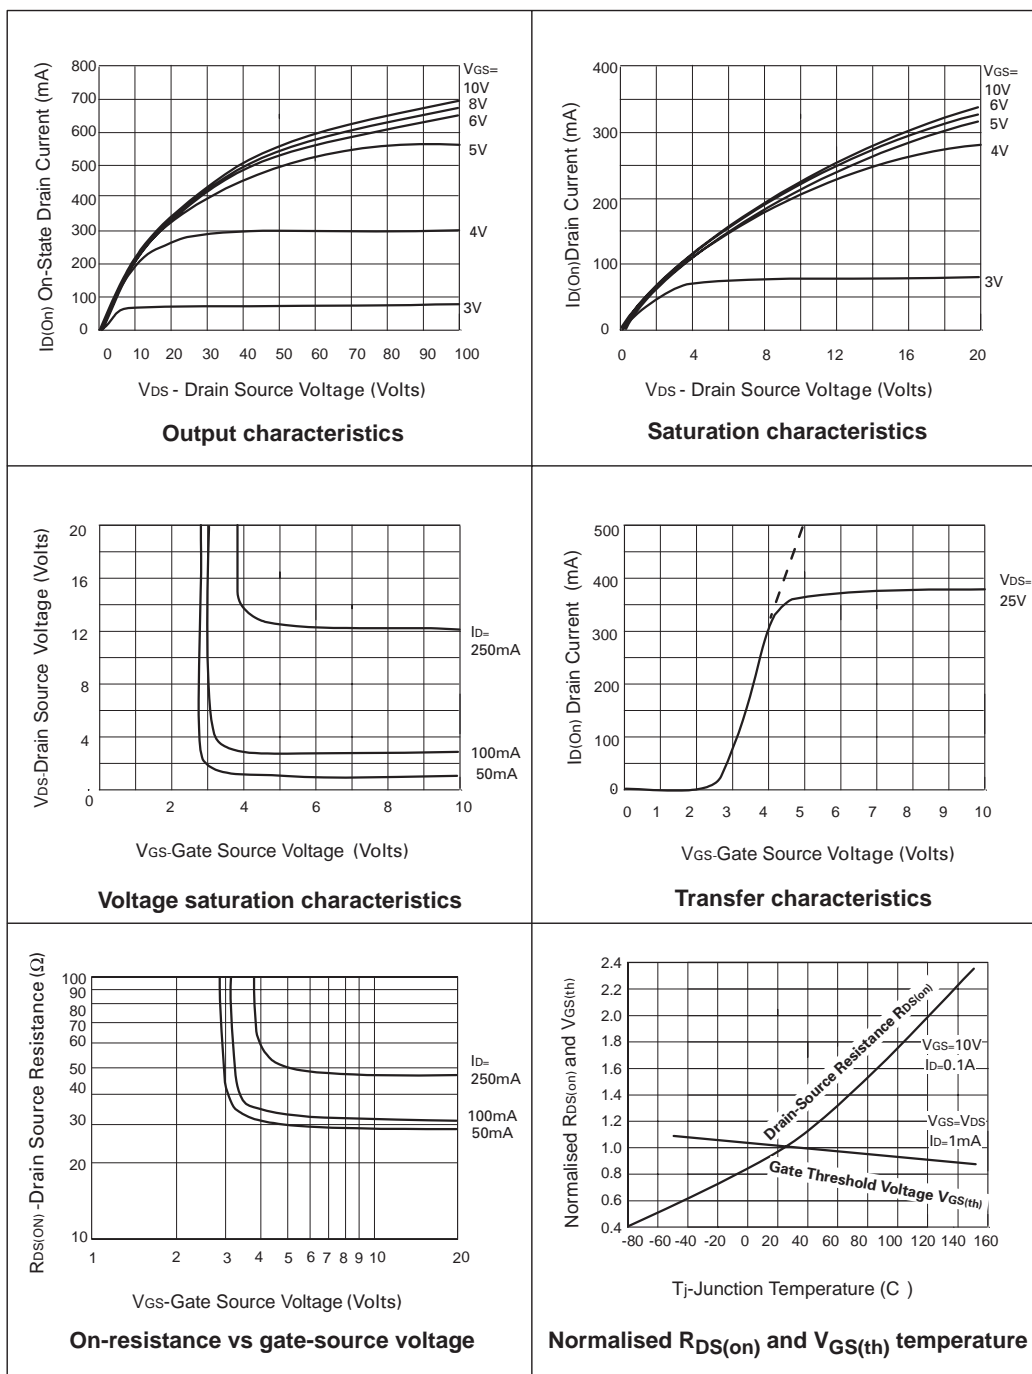 ID(On) On-State Drain Current (mA)
800
700
600
500
400
300
200
100
0
0 10 20 30 40 50 60 70 80 90 100
VGS=
10V
8V
6V
5V
4V
3V
VDS - Drain Source Voltage (Volts)
Output characteristics
ID(On) Drain Current (mA)
400
300
200
100
0
0 4 8 12 16 20
VGS=
10V
6V
5V
4V
3V
VDS - Drain Source Voltage (Volts)
Saturation characteristics
VDS-Drain Source Voltage (Volts)
20
16
12
8
4
0 2 4 6 8 10
ID=
250mA
100mA
50mA
VGS-Gate Source Voltage (Volts)
Voltage saturation characteristics
ID(On) Drain Current (mA)
500
400
300
200
100
0
0 1 2 3 4 5 6 7 8 9 10
VDS=
25V
VGS-Gate Source Voltage (Volts)
Transfer characteristics
RDS(ON) -Drain Source Resistance (Ω)
100
90
80
70
60
50
40
30
20
10
1 2 3 4 5 6 7 8 9 10 20
ID=
250mA
100mA
50mA
VGS-Gate Source Voltage (Volts)
On-resistance vs gate-source voltage
Normalised RDS(on) and VGS(th)
2.4
2.2
2.0
1.8
1.6
1.4
1.2
1.0
0.8
0.6
0.4
-80 -60 -40 -20 0 20 40 60 80 100 120 140 160
Drain-Source Resistance RDS(on)
VGS=10V
ID=0.1A
VGS=VDS
ID=1mA
Gate Threshold Voltage VGS(th)
Tj-Junction Temperature (C )
Normalised RDS(on) and VGS(th) temperature